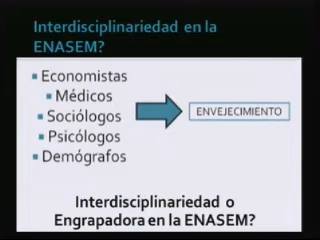 Interdisciplinariedad en la
ENASEM?
Economistas
Médicos
Sociólogos
Psicólogos
Demógrafos
ENVEJECIMIENTO
Interdisciplinariedad o
Engrapadora en la ENASEM?